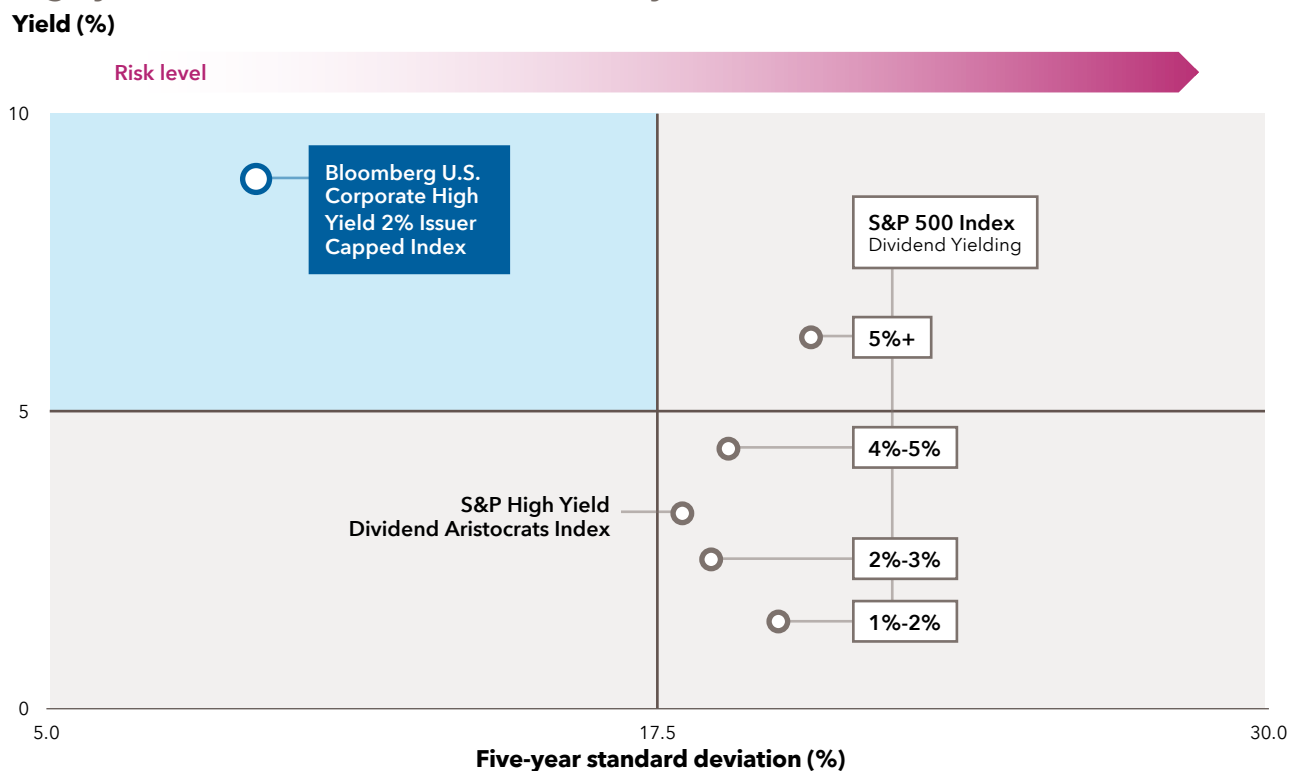 Yield (%)
Risk level
10
Bloomberg U.S.
Corporate High
Yield 2% Issuer
Capped Index
S&P 500 Index
Dividend Yielding
5%+
5
4%-5%
S&P High Yield
Dividend Aristocrats Index
2%-3%
1%-2%
0
5.0
17.5
30.0
Five-year standard deviation (%)